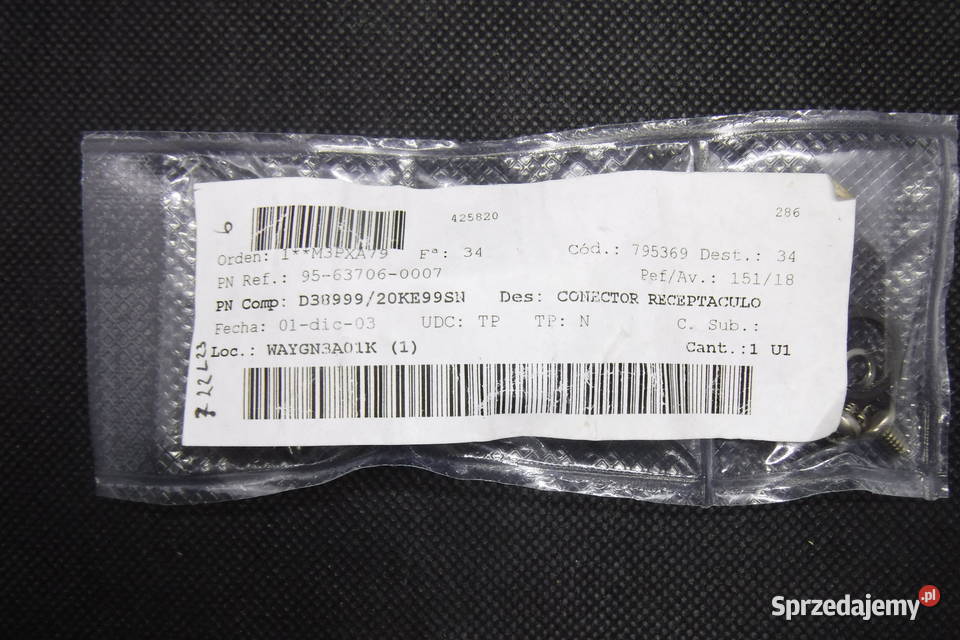 6
425820 286
Orden: 1**M3PXA79 Fª: 34 Cód.: 795369 Dest.: 34
PN Ref.: 95-63706-0007 Pef/Av.: 151/18
PN Comp: D38999/20KE99SN Des: CONECTOR RECEPTACULO
Fecha: 01-dic-03 UDC: TP TP: N C. Sub.:
Loc.: WAYGN3A01K (1) Cant.:1 U1
Sprzedajemy.pl